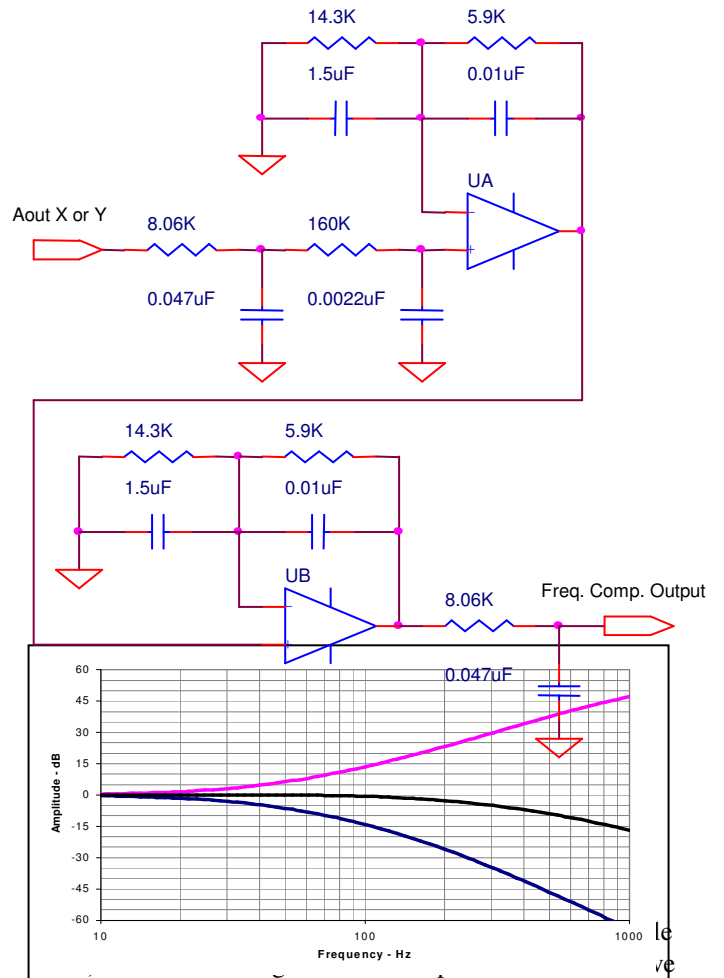 14.3K 5.9K
1.5uF 0.01uF
UA
Aout X or Y
8.06K 160K
0.047uF 0.0022uF
14.3K 5.9K
1.5uF 0.01uF
UB
Freq. Comp. Output
8.06K
0.047uF
60
45
30
15
0
-15
-30
-45
-60
Amplitude - dB
10 100 1000
Frequency - Hz